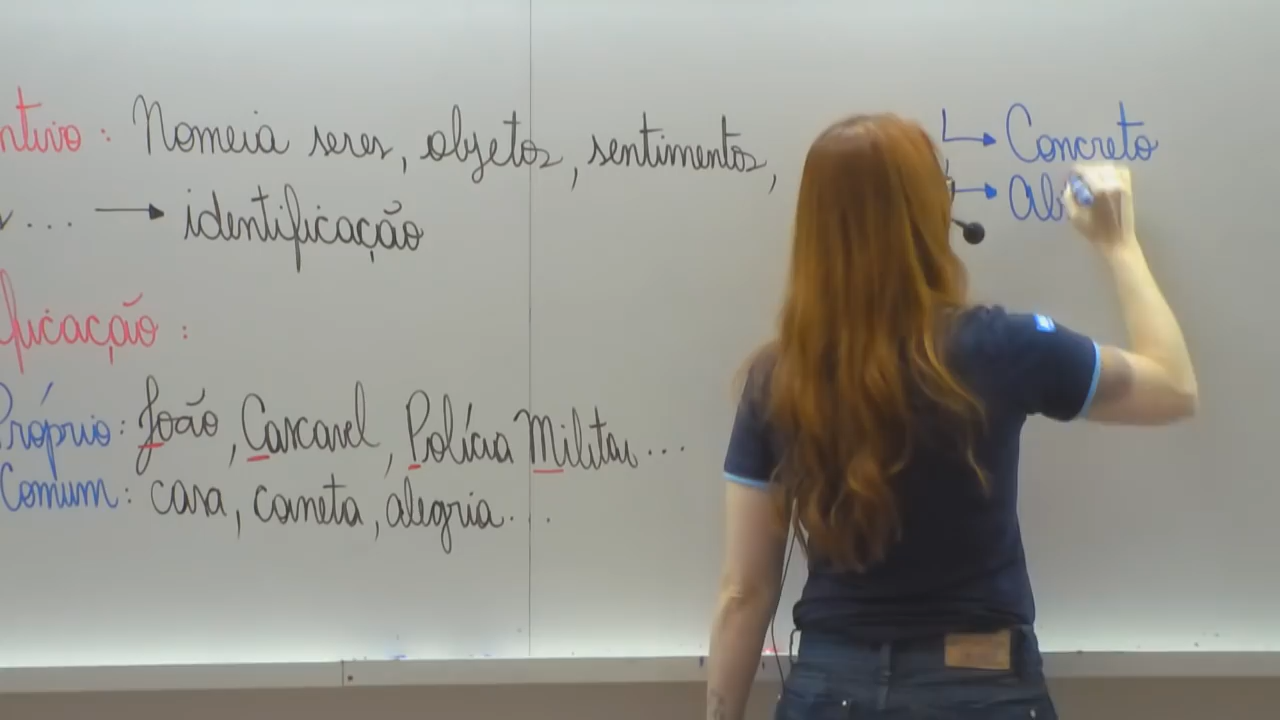 ntivo: Nomeia seres, objetos, sentimentos,
... → identificação
ficação:
Próprio: João, Cascavel, Polícia Militar...
Comum: casa, caneta, alegria...
→ Concreto
→ Ab